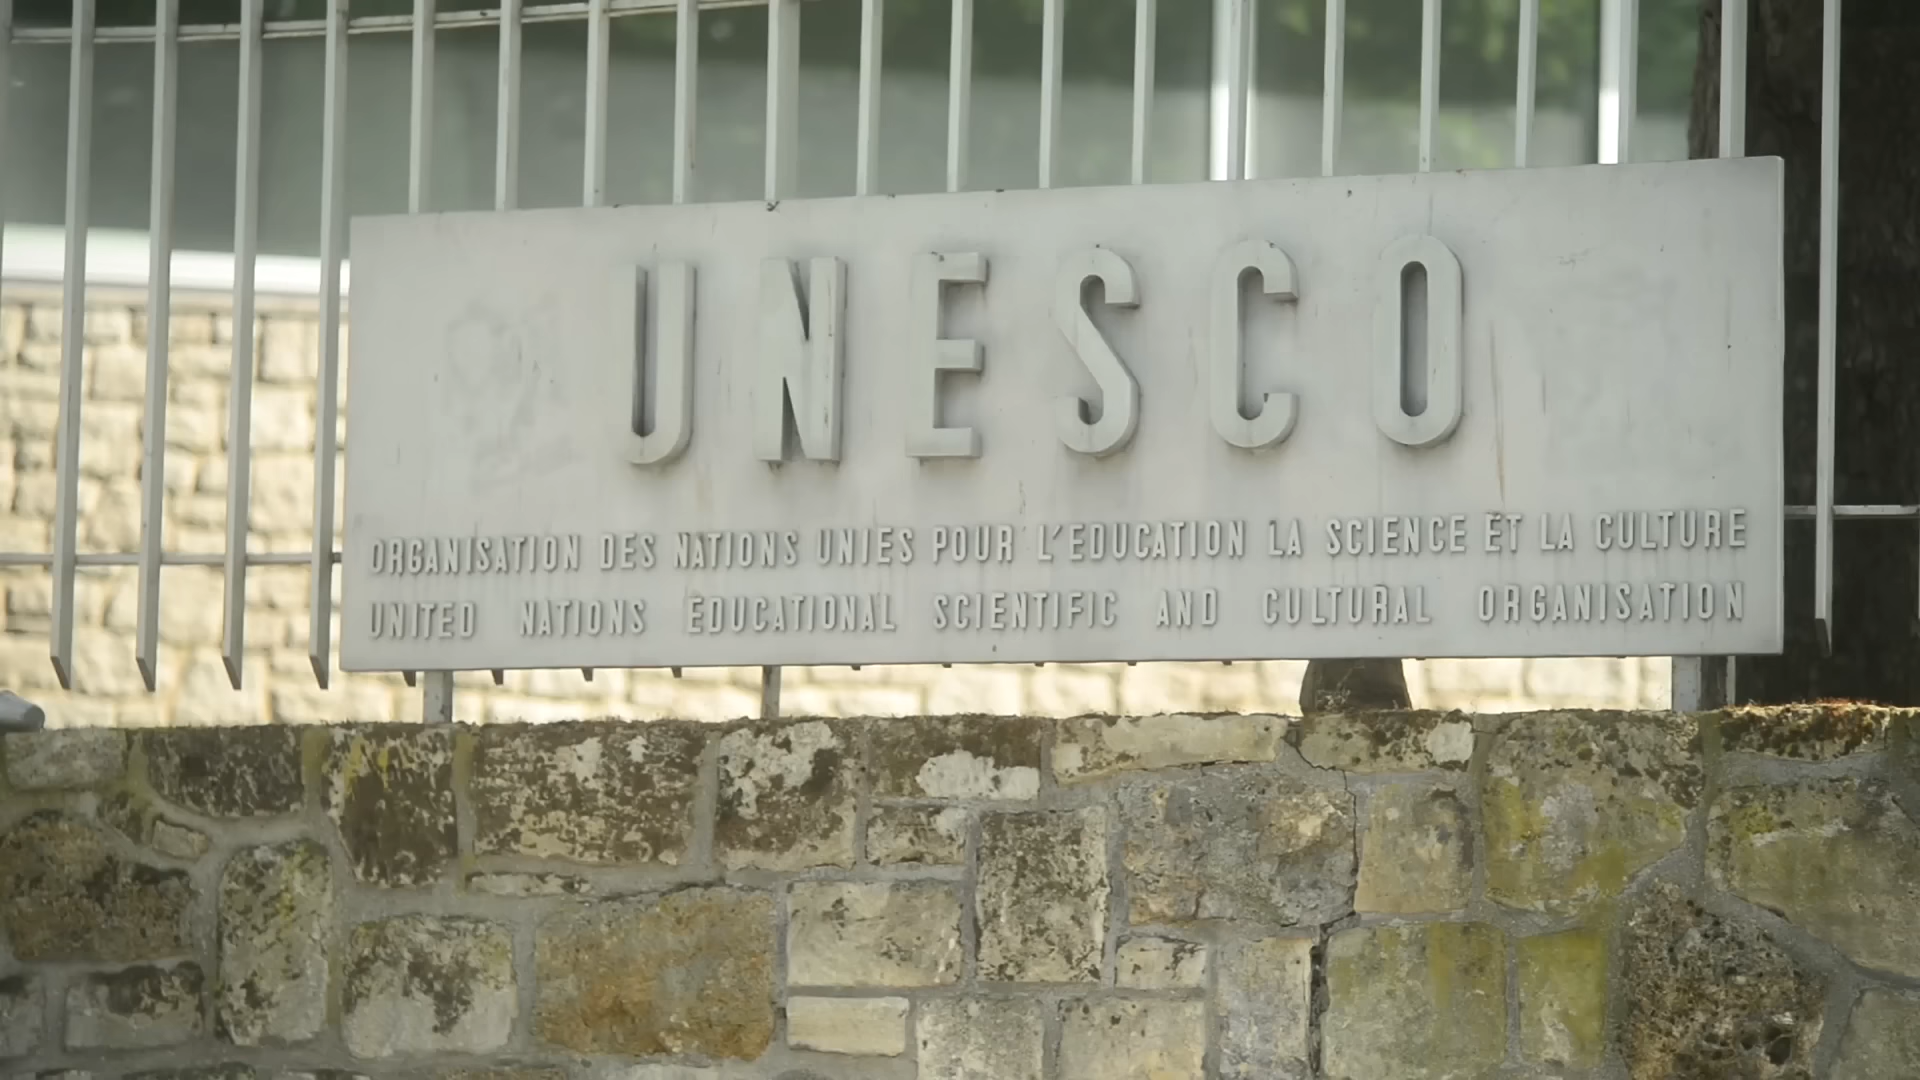 UNESCO
ORGANISATION DES NATIONS UNIES POUR L'EDUCATION LA SCIENCE ET LA CULTURE
UNITED NATIONS EDUCATIONAL SCIENTIFIC AND CULTURAL ORGANISATION